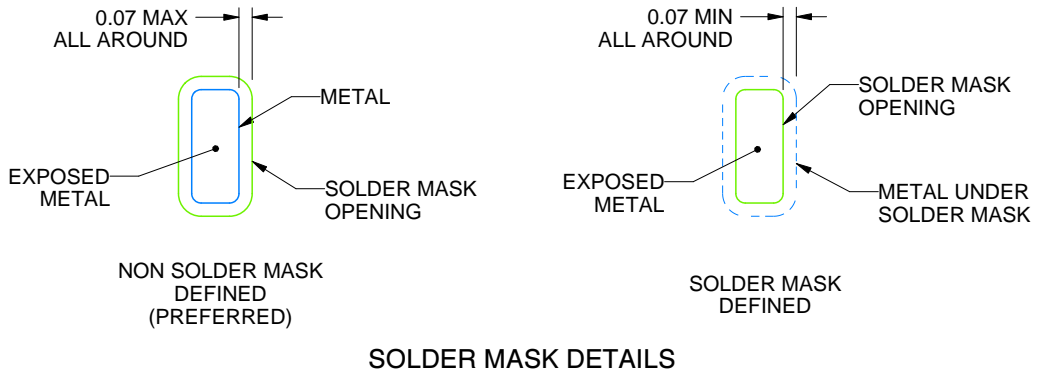 0.07 MAX
ALL AROUND
METAL
EXPOSED
METAL
SOLDER MASK
OPENING
NON SOLDER MASK
DEFINED
(PREFERRED)
0.07 MIN
ALL AROUND
SOLDER MASK
OPENING
EXPOSED
METAL
METAL UNDER
SOLDER MASK
SOLDER MASK
DEFINED
SOLDER MASK DETAILS